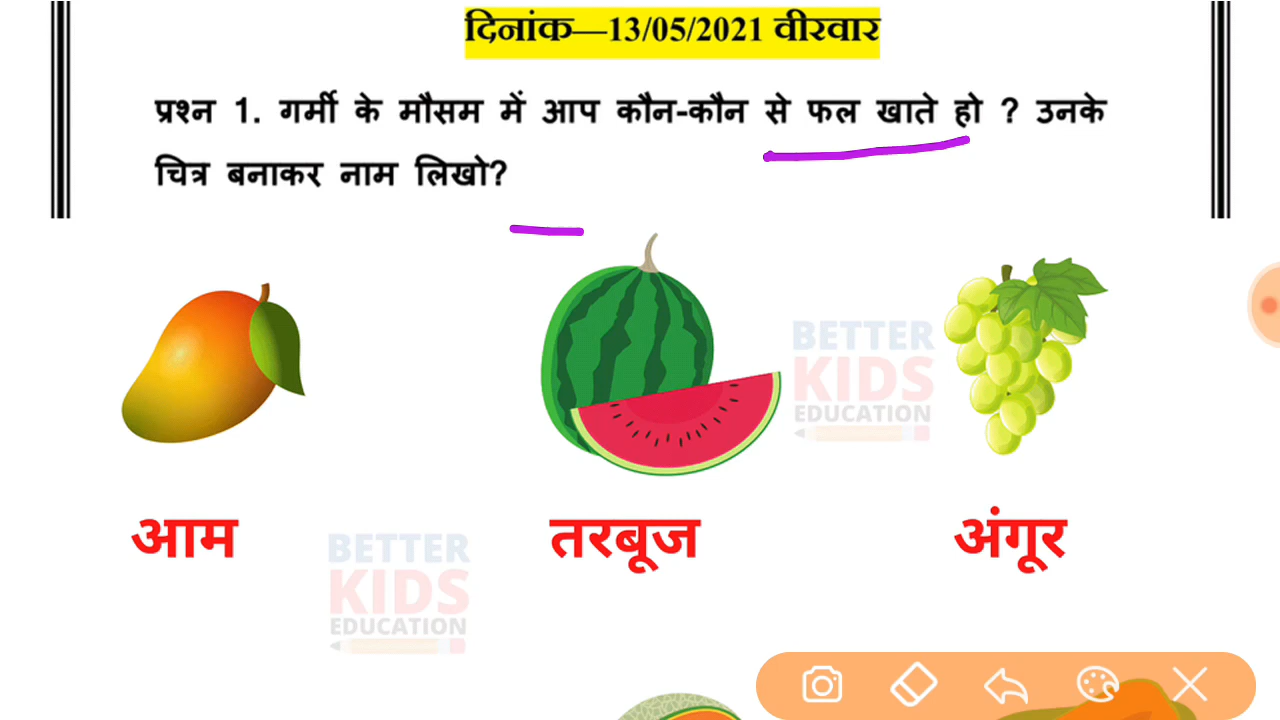 दिनांक—13/05/2021 वीरवार
प्रश्न 1. गर्मी के मौसम में आप कौन-कौन से फल खाते हो ? उनके
चित्र बनाकर नाम लिखो?
BETTER
KIDS
EDUCATION
आम
तरबूज
अंगूर
BETTER
KIDS
EDUCATION